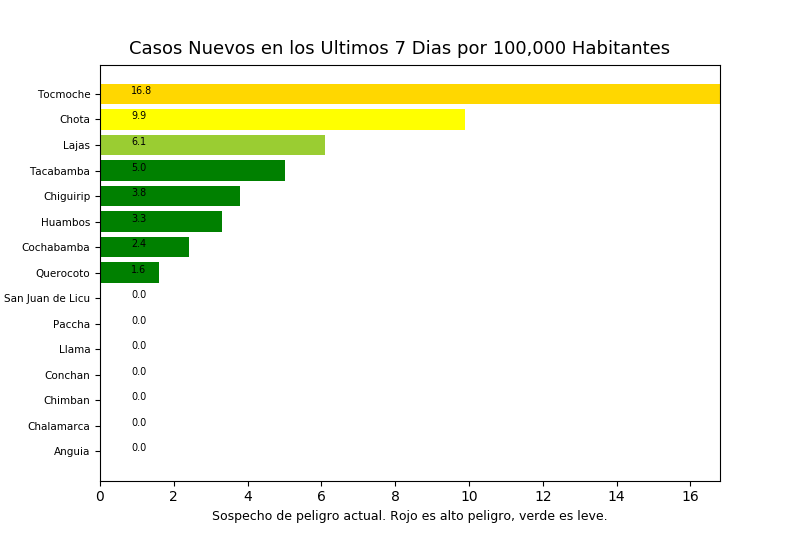 Casos Nuevos en los Ultimos 7 Dias por 100,000 Habitantes
Tocmoche 16.8
Chota 9.9
Lajas 6.1
Tacabamba 5.0
Chiguirip 3.8
Huambos 3.3
Cochabamba 2.4
Querocoto 1.6
San Juan de Licu 0.0
Paccha 0.0
Llama 0.0
Conchan 0.0
Chimban 0.0
Chalamarca 0.0
Anguia 0.0
0 2 4 6 8 10 12 14 16
Sospecho de peligro actual. Rojo es alto peligro, verde es leve.